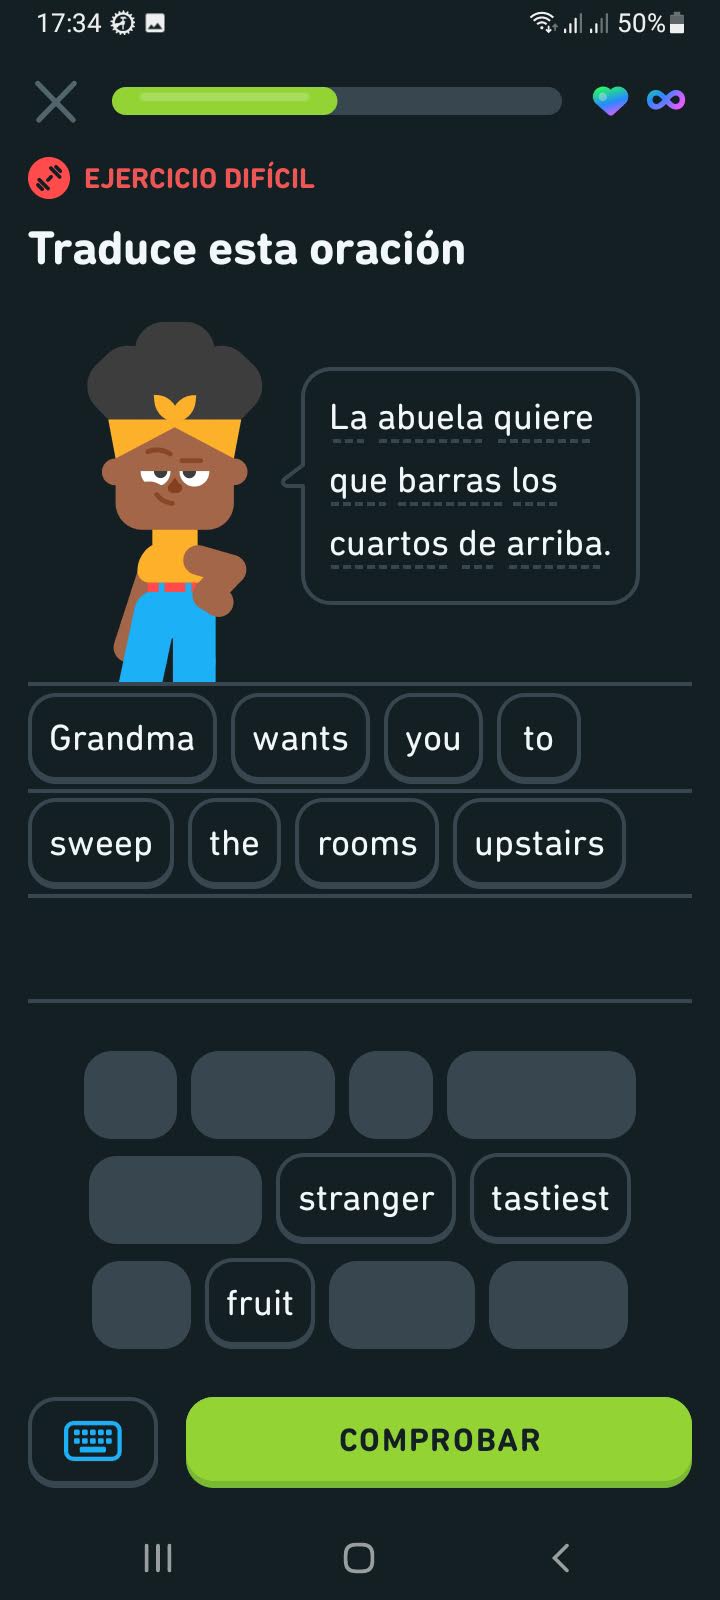 17:34 50%
EJERCICIO DIFÍCIL
Traduce esta oración
La abuela quiere
que barras los
cuartos de arriba.
Grandma wants you to
sweep the rooms upstairs
stranger tastiest
fruit
COMPROBAR